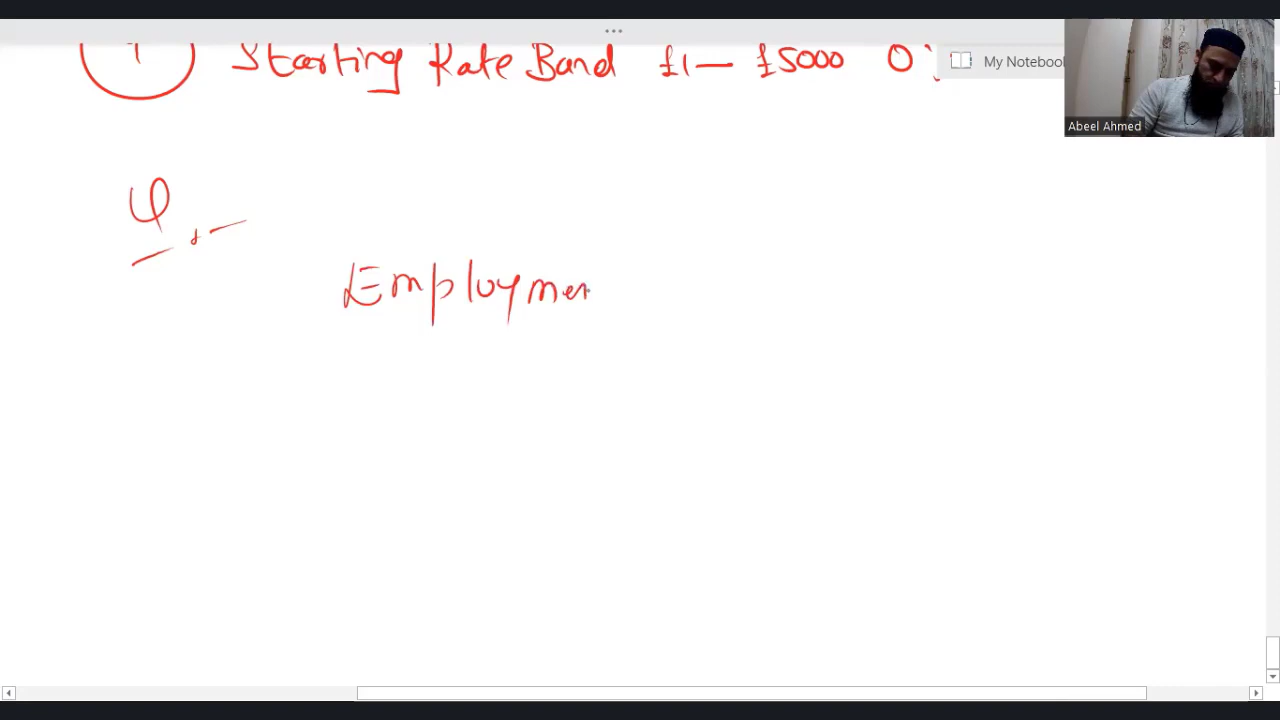 Starting Rate Band £1 — £5000 0%
My Notebook
Abeel Ahmed
Q
Employmen